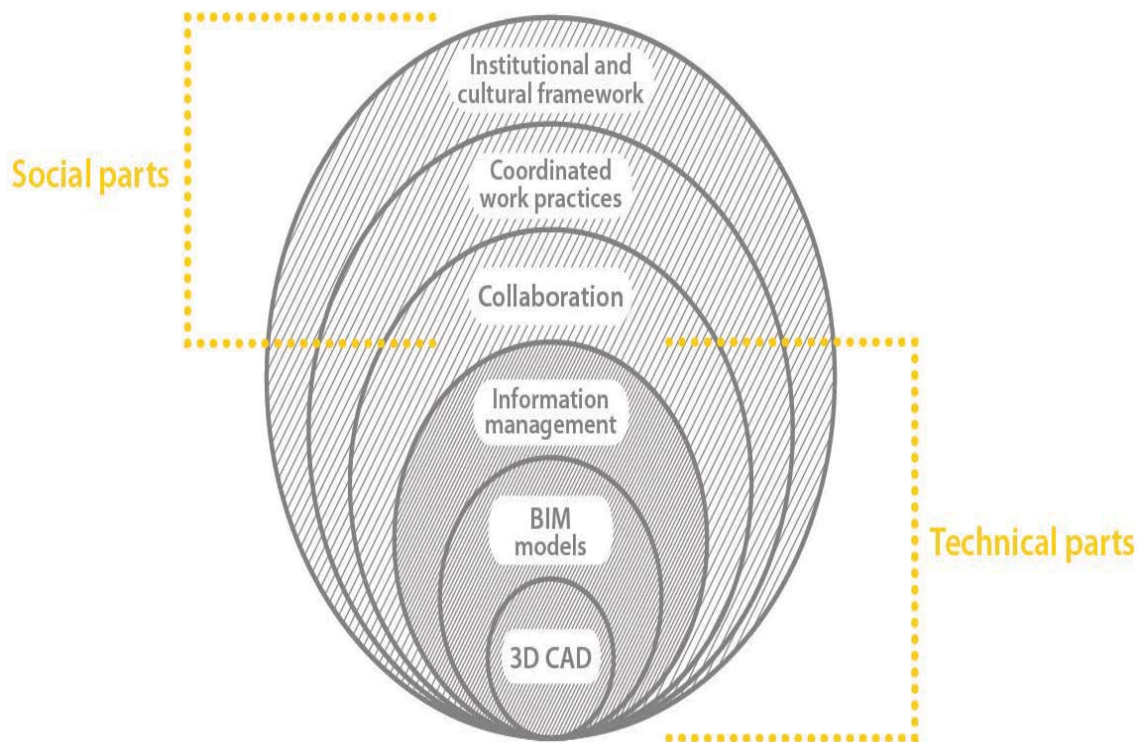 Institutional and
cultural framework
Social parts
Coordinated
work practices
Collaboration
Information
management
BIM
models
Technical parts
3D CAD